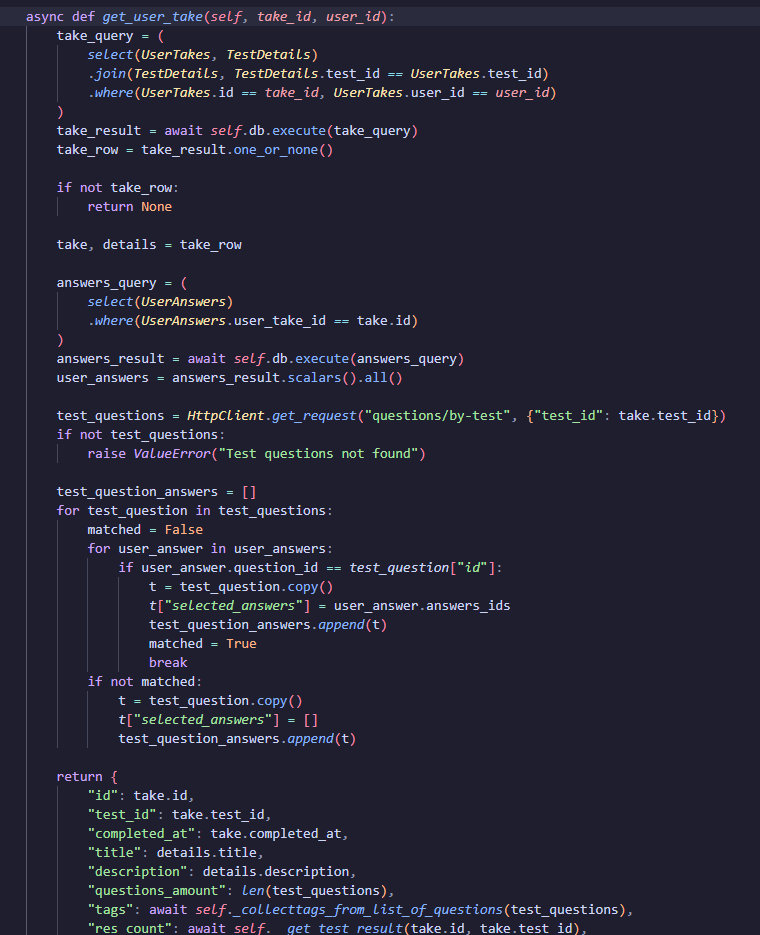 async def get_user_take(self, take_id, user_id):
    take_query = (
        select(UserTakes, TestDetails)
        .join(TestDetails, TestDetails.test_id == UserTakes.test_id)
        .where(UserTakes.id == take_id, UserTakes.user_id == user_id)
    )
    take_result = await self.db.execute(take_query)
    take_row = take_result.one_or_none()
    if not take_row:
        return None
    take, details = take_row
    answers_query = (
        select(UserAnswers)
        .where(UserAnswers.user_take_id == take.id)
    )
    answers_result = await self.db.execute(answers_query)
    user_answers = answers_result.scalars().all()
    test_questions = HttpClient.get_request("questions/by-test", {"test_id": take.test_id})
    if not test_questions:
        raise ValueError("Test questions not found")
    test_question_answers = []
    for test_question in test_questions:
        matched = False
        for user_answer in user_answers:
            if user_answer.question_id == test_question["id"]:
                t = test_question.copy()
                t["selected_answers"] = user_answer.answers_ids
                test_question_answers.append(t)
                matched = True
                break
        if not matched:
            t = test_question.copy()
            t["selected_answers"] = []
            test_question_answers.append(t)
    return {
        "id": take.id,
        "test_id": take.test_id,
        "completed_at": take.completed_at,
        "title": details.title,
        "description": details.description,
        "questions_amount": len(test_questions),
        "tags": await self._collecttags_from_list_of_questions(test_questions),
        "res_count": await self.__get_test_result(take.id, take.test_id),